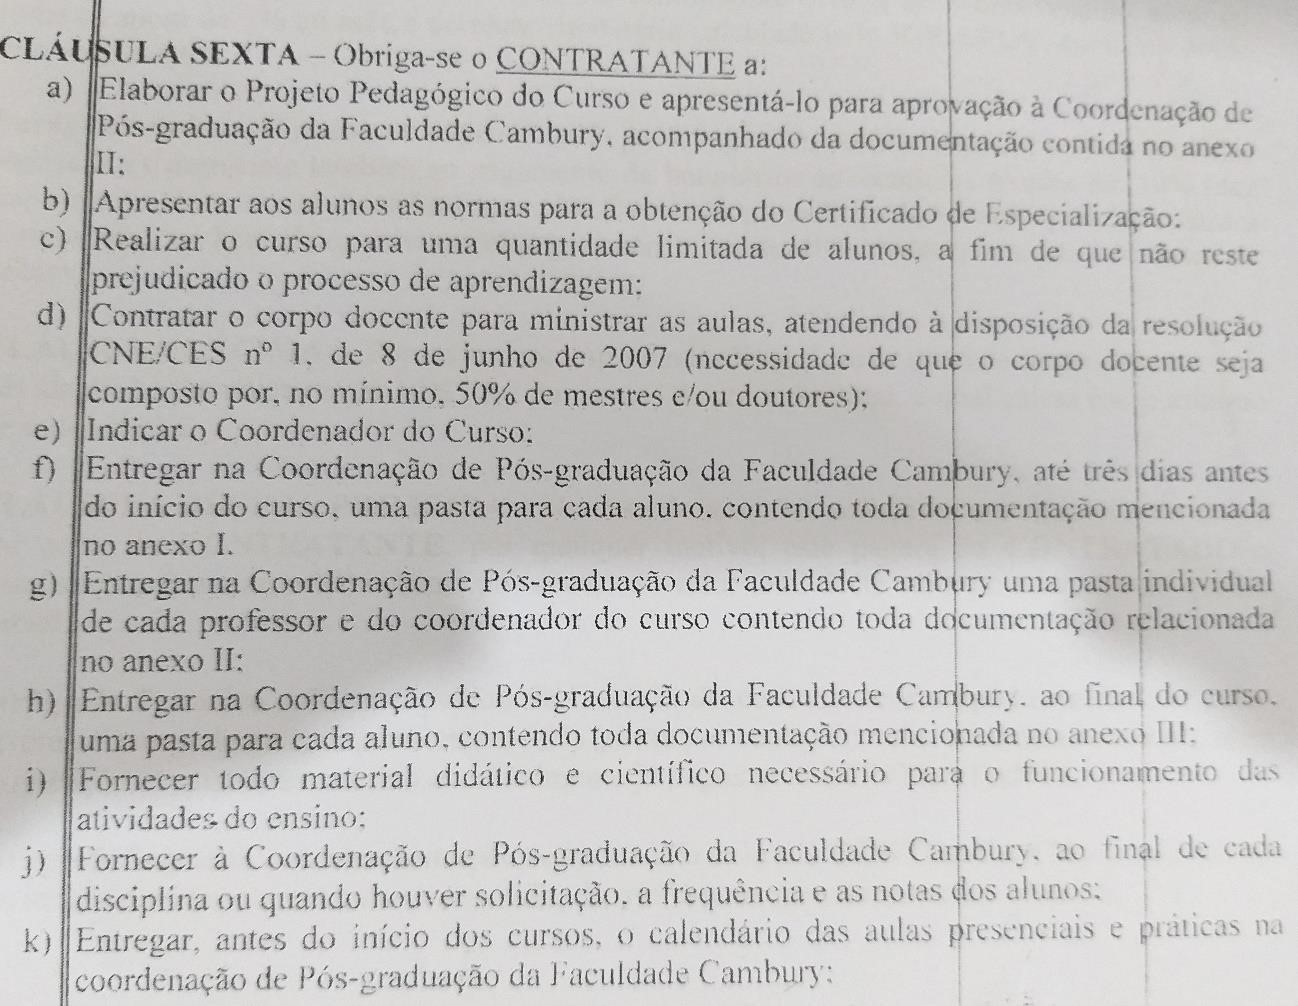 CLÁUSULA SEXTA – Obriga-se o CONTRATANTE a:
a) Elaborar o Projeto Pedagógico do Curso e apresentá-lo para aprovação à Coordenação de
Pós-graduação da Faculdade Cambury, acompanhado da documentação contida no anexo
II;
b) Apresentar aos alunos as normas para a obtenção do Certificado de Especialização;
c) Realizar o curso para uma quantidade limitada de alunos, a fim de que não reste
prejudicado o processo de aprendizagem;
d) Contratar o corpo docente para ministrar as aulas, atendendo à disposição da resolução
CNE/CES nº 1, de 8 de junho de 2007 (necessidade de que o corpo docente seja
composto por, no mínimo, 50% de mestres e/ou doutores);
e) Indicar o Coordenador do Curso;
f) Entregar na Coordenação de Pós-graduação da Faculdade Cambury, até três dias antes
do início do curso, uma pasta para cada aluno, contendo toda documentação mencionada
no anexo I.
g) Entregar na Coordenação de Pós-graduação da Faculdade Cambury uma pasta individual
de cada professor e do coordenador do curso contendo toda documentação relacionada
no anexo II;
h) Entregar na Coordenação de Pós-graduação da Faculdade Cambury, ao final do curso,
uma pasta para cada aluno, contendo toda documentação mencionada no anexo III;
i) Fornecer todo material didático e científico necessário para o funcionamento das
atividades do ensino;
j) Fornecer à Coordenação de Pós-graduação da Faculdade Cambury, ao final de cada
disciplina ou quando houver solicitação, a frequência e as notas dos alunos;
k) Entregar, antes do início dos cursos, o calendário das aulas presenciais e práticas na
coordenação de Pós-graduação da Faculdade Cambury;